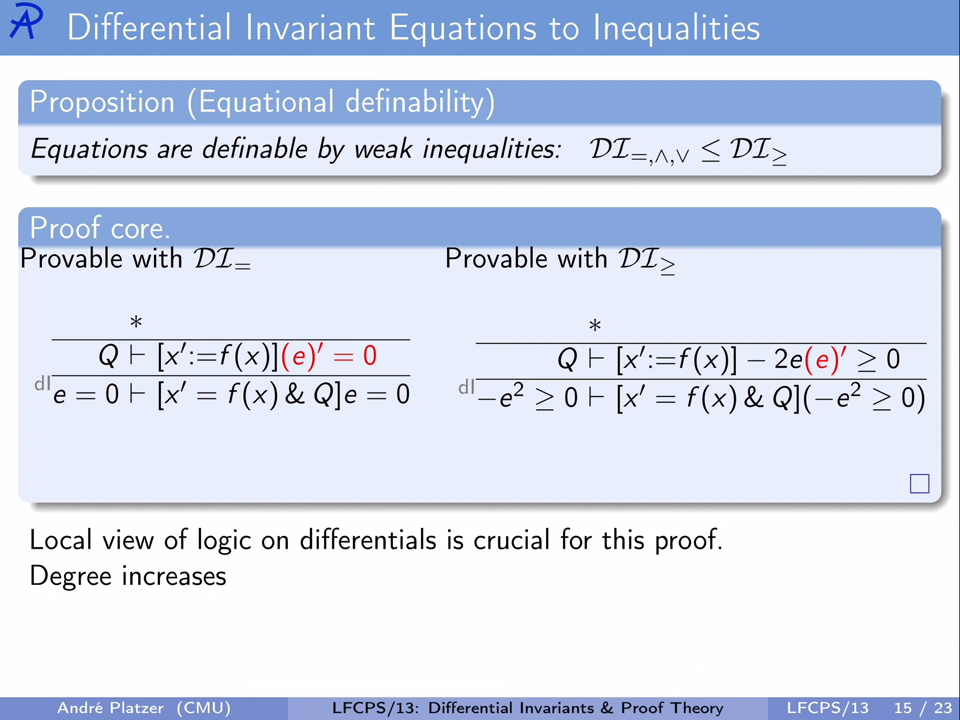 Differential Invariant Equations to Inequalities
Proposition (Equational definability)
Equations are definable by weak inequalities: 𝒟ℐ₌,∧,∨ ≤ 𝒟ℐ≥
Proof core.
Provable with 𝒟ℐ₌ Provable with 𝒟ℐ≥
* *
Q ⊢ [x′:=f(x)](e)′ = 0 Q ⊢ [x′:=f(x)] − 2e(e)′ ≥ 0
dI e = 0 ⊢ [x′ = f(x) & Q]e = 0 dI −e² ≥ 0 ⊢ [x′ = f(x) & Q](−e² ≥ 0)
□
Local view of logic on differentials is crucial for this proof.
Degree increases
André Platzer (CMU) LFCPS/13: Differential Invariants & Proof Theory LFCPS/13 15 / 23